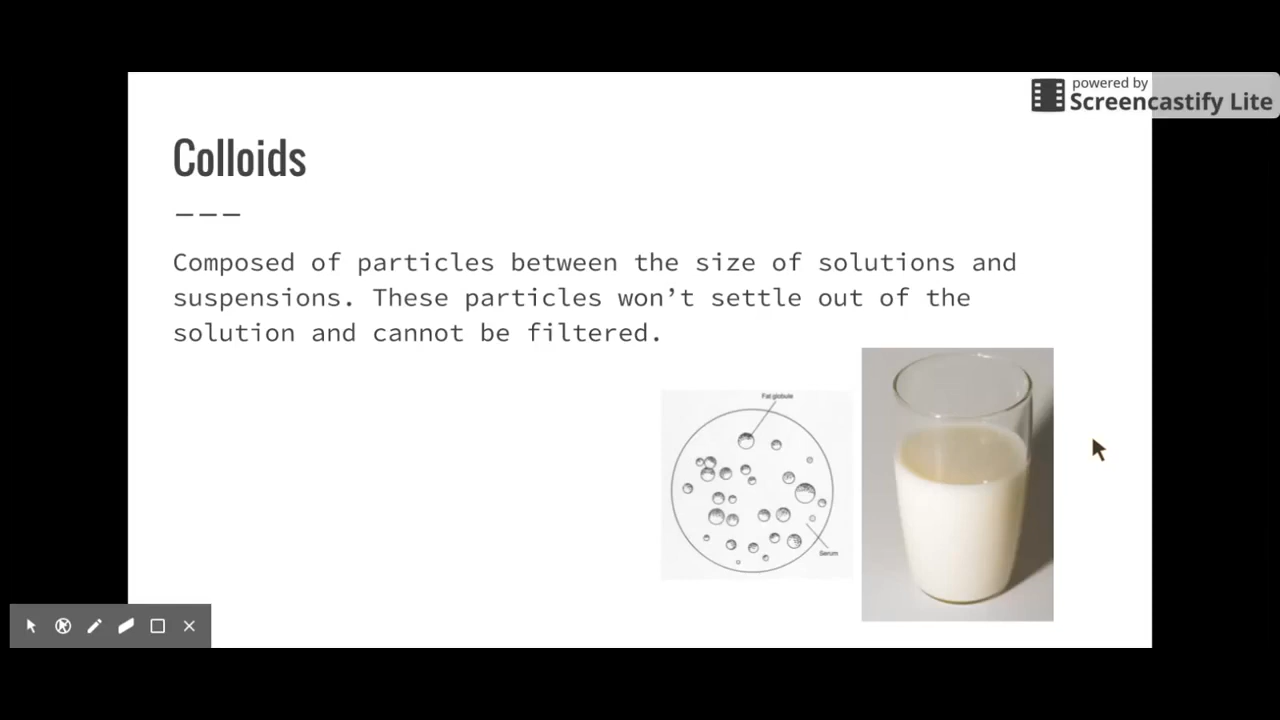 powered by
Screencastify Lite
Colloids
–––
Composed of particles between the size of solutions and
suspensions. These particles won’t settle out of the
solution and cannot be filtered.
Fat globule
Serum